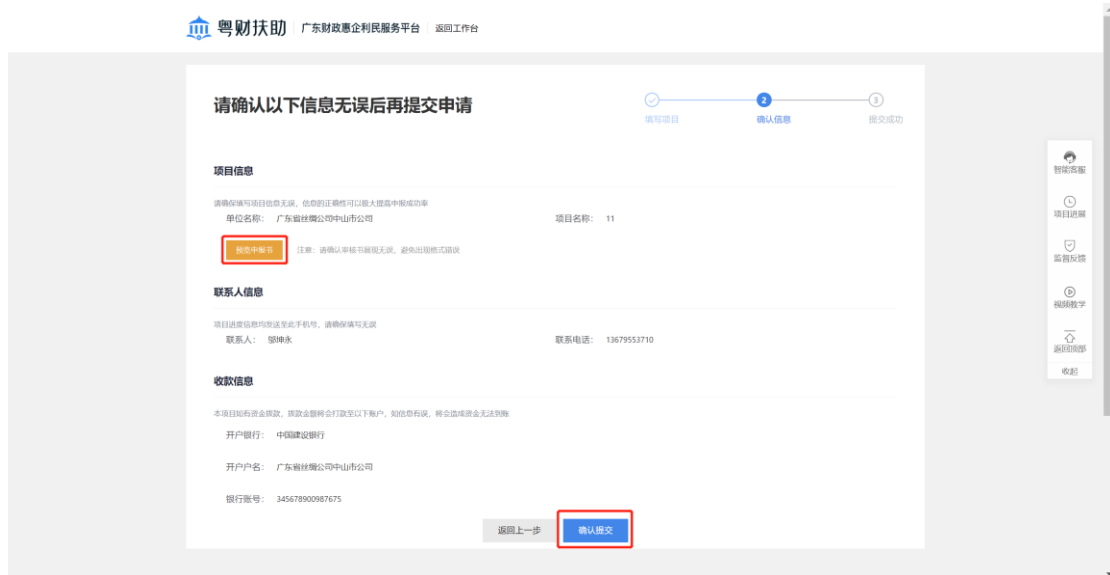 粤财扶助 广东财政惠企利民服务平台 返回工作台
请确认以下信息无误后再提交申请
2 3
填写项目 确认信息 提交成功
项目信息
请确保填写项目信息无误，信息的正确性可以极大提高申报成功率
单位名称： 广东省丝绸公司中山市公司 项目名称： 11
预览申报书 注意：请确认审核书展现无误，避免出现格式错误
联系人信息
项目进度信息均发送至此手机号，请确保填写无误
联系人： 邬坤永 联系电话： 13679553710
收款信息
本项目如有资金拨款，拨款金额将会打款至以下账户，如信息有误，将会造成资金无法到账
开户银行： 中国建设银行
开户户名： 广东省丝绸公司中山市公司
银行账号： 345678900987675
返回上一步 确认提交
智能客服
项目进展
监督反馈
视频教学
返回顶部
收起